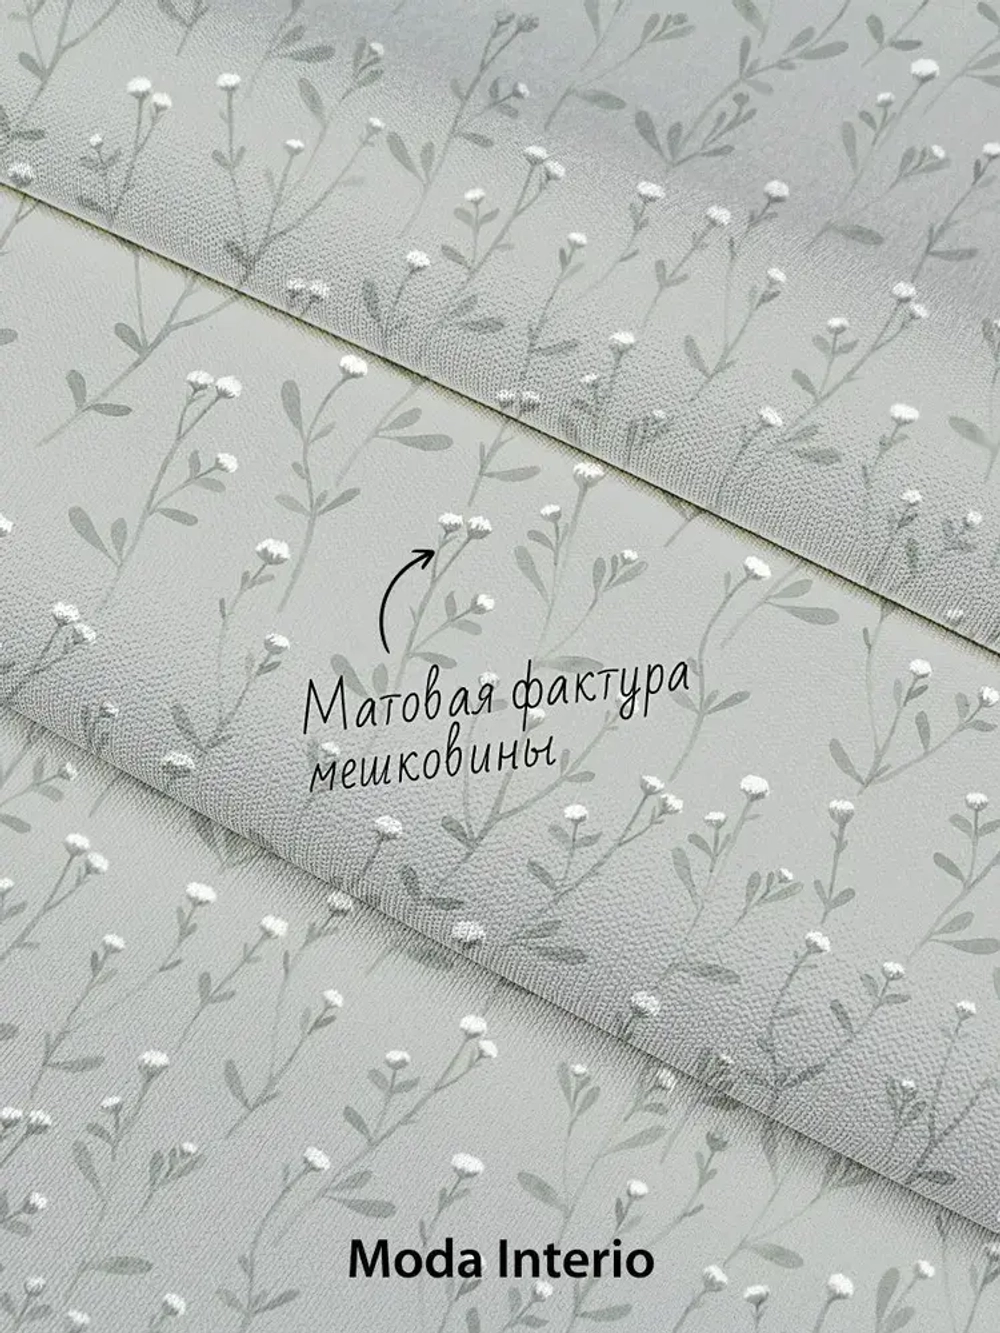 Матовая фактура
мешковины
Moda Interio